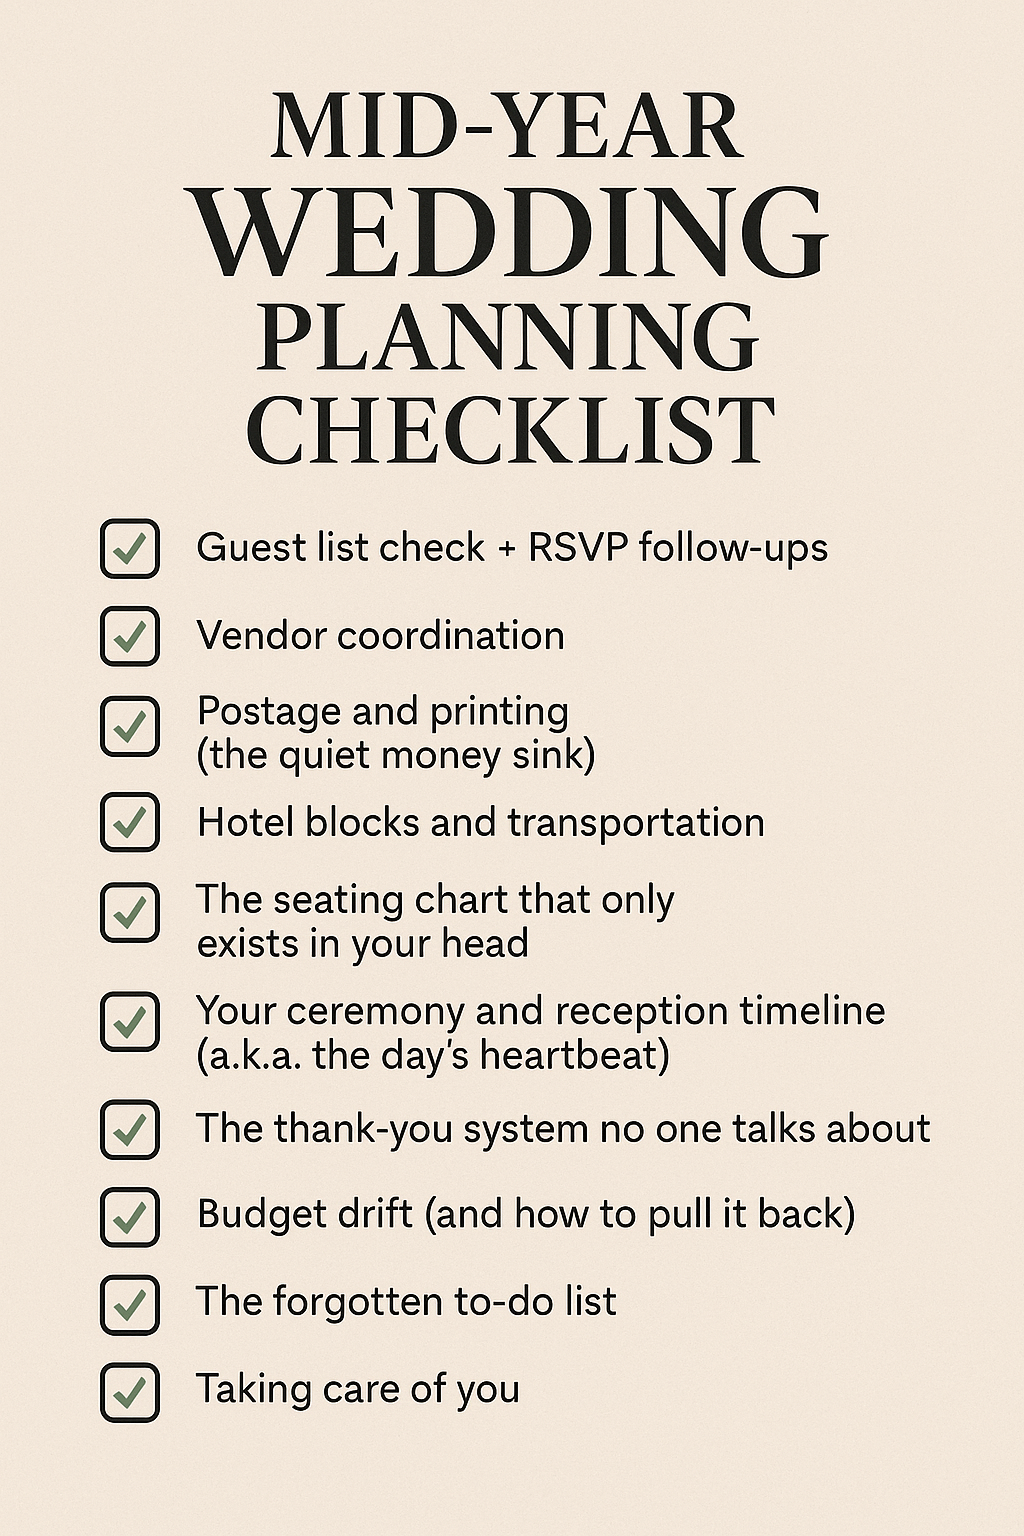 MID-YEAR
WEDDING
PLANNING
CHECKLIST
Guest list check + RSVP follow-ups
Vendor coordination
Postage and printing
(the quiet money sink)
Hotel blocks and transportation
The seating chart that only
exists in your head
Your ceremony and reception timeline
(a.k.a. the day's heartbeat)
The thank-you system no one talks about
Budget drift (and how to pull it back)
The forgotten to-do list
Taking care of you